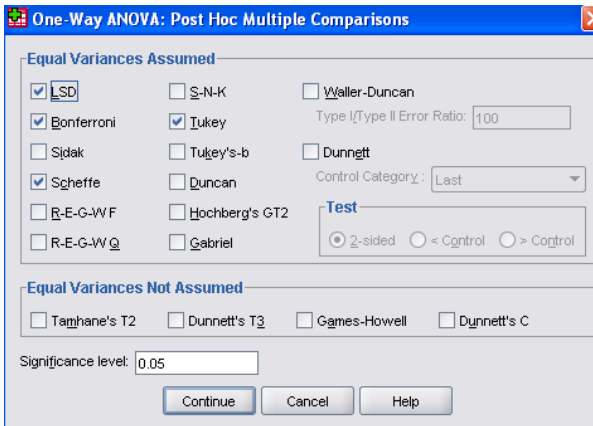 One-Way ANOVA: Post Hoc Multiple Comparisons
Equal Variances Assumed
LSD
S-N-K
Waller-Duncan
Bonferroni
Tukey
Type I/Type II Error Ratio: 100
Sidak
Tukey's-b
Dunnett
Scheffe
Duncan
Control Category: Last
R-E-G-W F
Hochberg's GT2
Test
R-E-G-W Q
Gabriel
2-sided
< Control
> Control
Equal Variances Not Assumed
Tamhane's T2
Dunnett's T3
Games-Howell
Dunnett's C
Significance level: 0.05
Continue
Cancel
Help